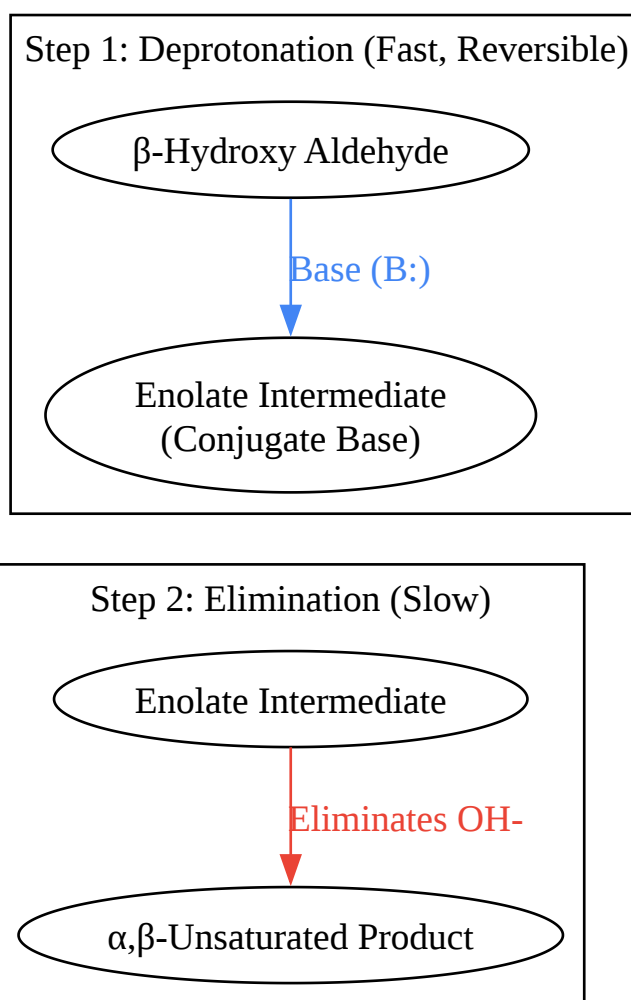 Step 1: Deprotonation (Fast, Reversible)
β-Hydroxy Aldehyde
Base (B:)
Enolate Intermediate
(Conjugate Base)
Step 2: Elimination (Slow)
Enolate Intermediate
Eliminates OH-
α,β-Unsaturated Product